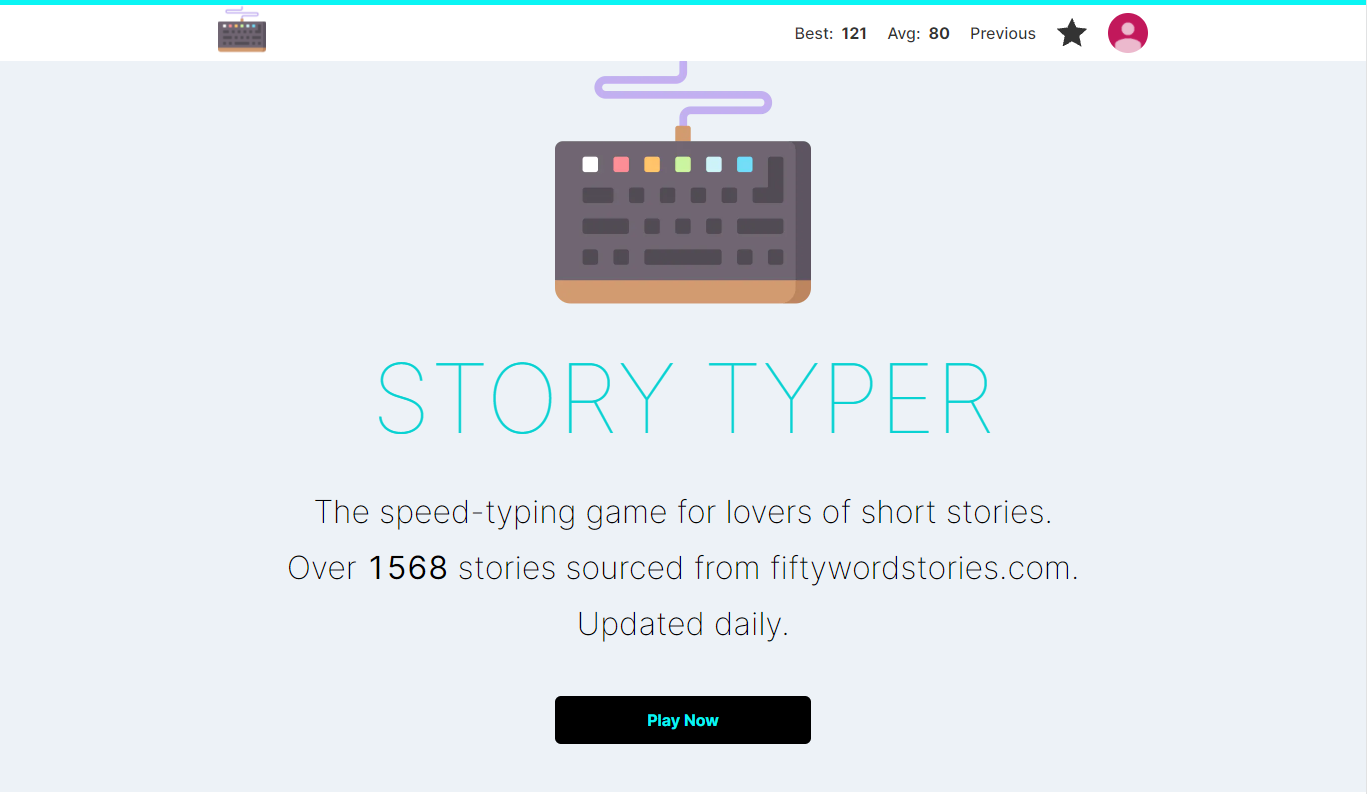 Best: 121 Avg: 80 Previous
STORY TYPER
The speed-typing game for lovers of short stories.
Over 1568 stories sourced from fiftywordstories.com.
Updated daily.
Play Now